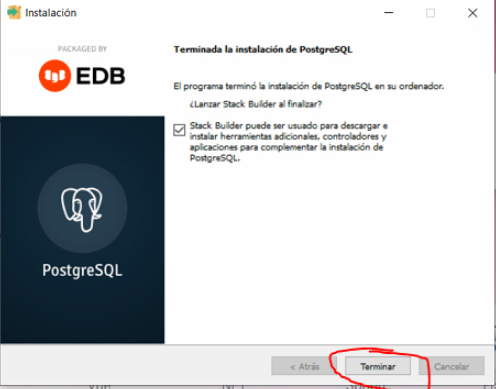 Instalación
PACKAGED BY
EDB
PostgreSQL
Terminada la instalación de PostgreSQL
El programa terminó la instalación de PostgreSQL en su ordenador.
¿Lanzar Stack Builder al finalizar?
Stack Builder puede ser usado para descargar e
instalar herramientas adicionales, controladores y
aplicaciones para complementar la instalación de
PostgreSQL.
< Atrás
Terminar
Cancelar